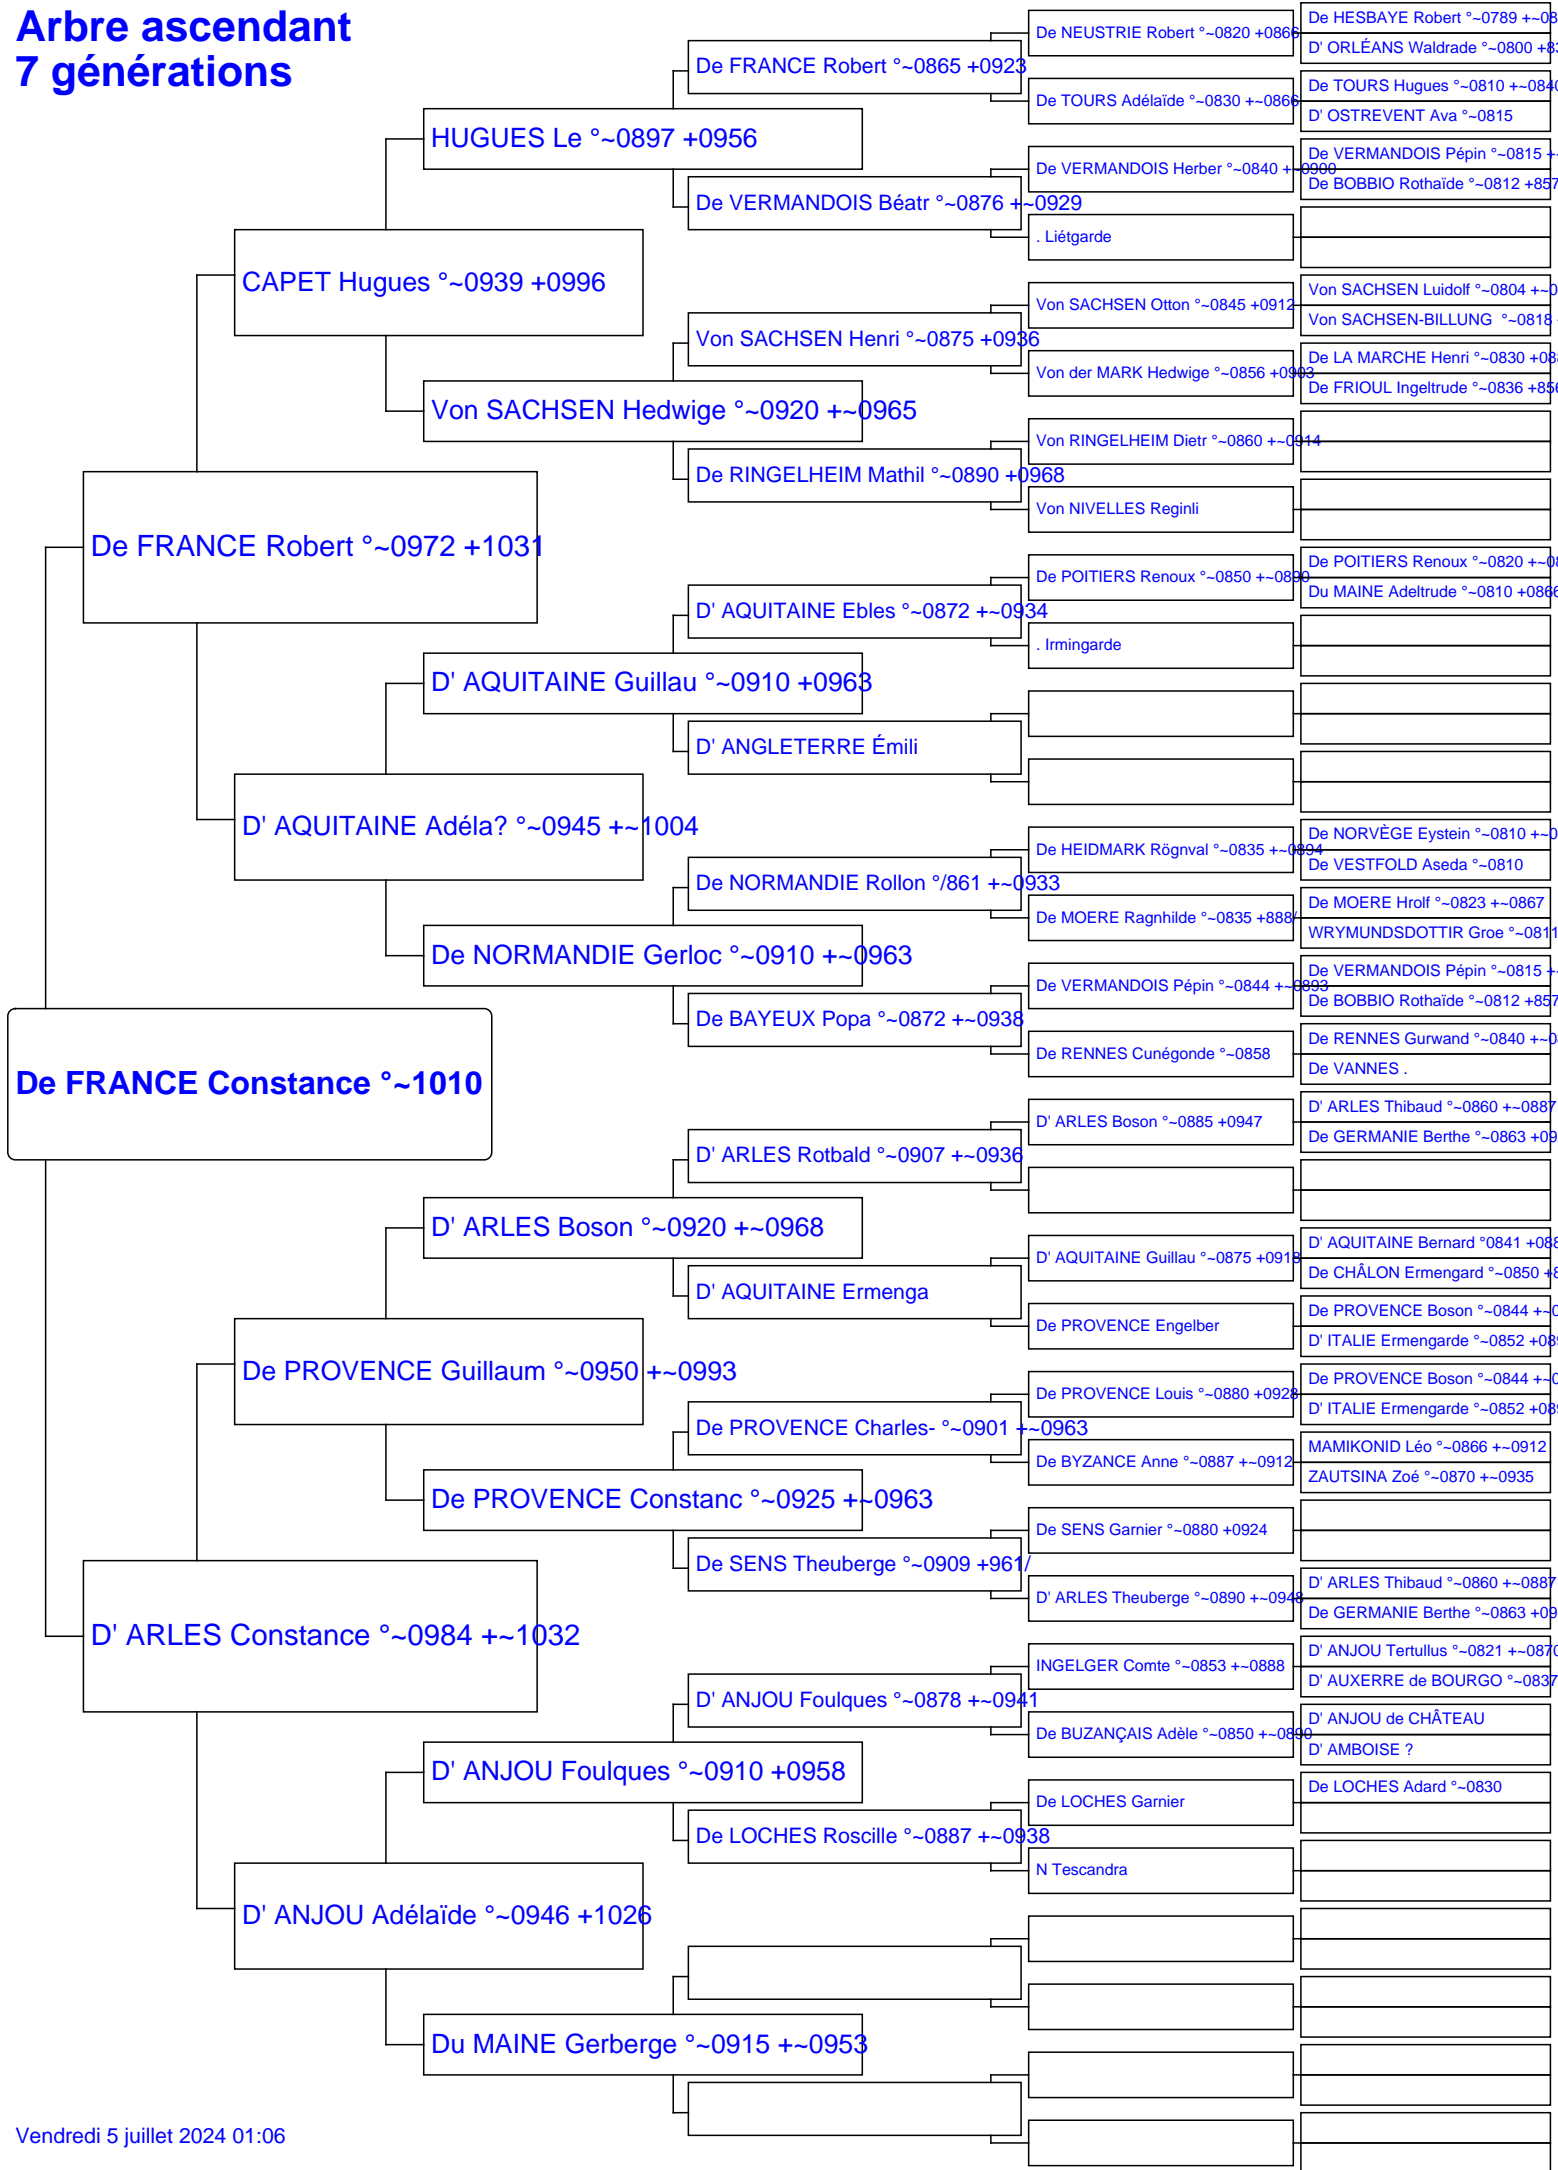 Arbre ascendant
7 générations
De FRANCE Constance °~1010
De FRANCE Robert °~0972 +1031
D' ARLES Constance °~0984 +~1032
CAPET Hugues °~0939 +0996
D' AQUITAINE Adéla? °~0945 +~1004
De PROVENCE Guillaum °~0950 +~0993
D' ANJOU Adélaïde °~0946 +1026
HUGUES Le °~0897 +0956
Von SACHSEN Hedwige °~0920 +~0965
D' AQUITAINE Guillau °~0910 +0963
De NORMANDIE Gerloc °~0910 +~0963
D' ARLES Boson °~0920 +~0968
De PROVENCE Constanc °~0925 +~0963
D' ANJOU Foulques °~0910 +0958
Du MAINE Gerberge °~0915 +~0953
De FRANCE Robert °~0865 +0923
De VERMANDOIS Béatr °~0876 +~0929
Von SACHSEN Henri °~0875 +0936
De RINGELHEIM Mathil °~0890 +0968
D' AQUITAINE Ebles °~0872 +~0934
D' ANGLETERRE Émili
De NORMANDIE Rollon °/861 +~0933
De BAYEUX Popa °~0872 +~0938
D' ARLES Rotbald °~0907 +~0936
D' AQUITAINE Ermenga
De PROVENCE Charles- °~0901 +~0963
De SENS Theuberge °~0909 +961/
D' ANJOU Foulques °~0878 +~0941
De LOCHES Roscille °~0887 +~0938
De NEUSTRIE Robert °~0820 +0866
De TOURS Adélaïde °~0830 +~0866
De VERMANDOIS Herber °~0840 +~0900
. Liétgarde
Von SACHSEN Otton °~0845 +0912
Von der MARK Hedwige °~0856 +0903
Von RINGELHEIM Dietr °~0860 +~0914
Von NIVELLES Reginli
De POITIERS Renoux °~0850 +~0890
. Irmingarde
De HEIDMARK Rögnval °~0835 +~0894
De MOERE Ragnhilde °~0835 +888/
De VERMANDOIS Pépin °~0844 +~0893
De RENNES Cunégonde °~0858
D' ARLES Boson °~0885 +0947
D' AQUITAINE Guillau °~0875 +0918
De PROVENCE Engelber
De PROVENCE Louis °~0880 +0928
De BYZANCE Anne °~0887 +~0912
De SENS Garnier °~0880 +0924
D' ARLES Theuberge °~0890 +~0948
INGELGER Comte °~0853 +~0888
De BUZANÇAIS Adèle °~0850 +~0890
De LOCHES Garnier
N Tescandra
De HESBAYE Robert °~0789 +~08
D' ORLÉANS Waldrade °~0800 +83
De TOURS Hugues °~0810 +~0840
D' OSTREVENT Ava °~0815
De VERMANDOIS Pépin °~0815 +~
De BOBBIO Rothaïde °~0812 +857
Von SACHSEN Luidolf °~0804 +~0
Von SACHSEN-BILLUNG °~0818
De LA MARCHE Henri °~0830 +088
De FRIOUL Ingeltrude °~0836 +856
De POITIERS Renoux °~0820 +~08
Du MAINE Adeltrude °~0810 +0866
De NORVÈGE Eystein °~0810 +~0
De VESTFOLD Aseda °~0810
De MOERE Hrolf °~0823 +~0867
WRYMUNDSDOTTIR Groe °~0811
De VERMANDOIS Pépin °~0815 +~
De BOBBIO Rothaïde °~0812 +857
De RENNES Gurwand °~0840 +~0
De VANNES .
D' ARLES Thibaud °~0860 +~0887
De GERMANIE Berthe °~0863 +09
D' AQUITAINE Bernard °0841 +088
De CHÂLON Ermengard °~0850 +8
De PROVENCE Boson °~0844 +~0
D' ITALIE Ermengarde °~0852 +089
De PROVENCE Boson °~0844 +~0
D' ITALIE Ermengarde °~0852 +089
MAMIKONID Léo °~0866 +~0912
ZAUTSINA Zoé °~0870 +~0935
D' ARLES Thibaud °~0860 +~0887
De GERMANIE Berthe °~0863 +09
D' ANJOU Tertullus °~0821 +~0870
D' AUXERRE de BOURGO °~0837
D' ANJOU de CHÂTEAU
D' AMBOISE ?
De LOCHES Adard °~0830
Vendredi 5 juillet 2024 01:06